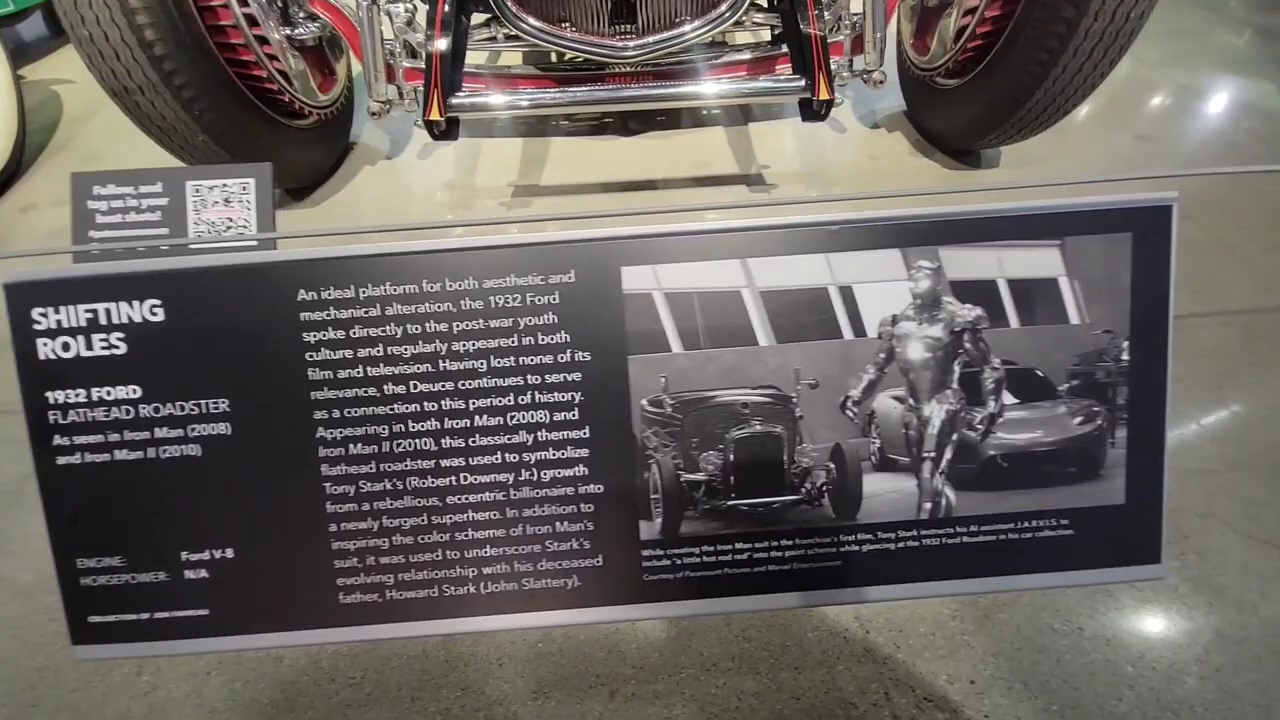 Follow, and
tag us in your
best shots!
SHIFTING
ROLES
1932 FORD
FLATHEAD ROADSTER
As seen in Iron Man (2008)
and Iron Man II (2010)
ENGINE: Ford V-8
HORSEPOWER: N/A
COLLECTION OF JON FAVREAU
An ideal platform for both aesthetic and
mechanical alteration, the 1932 Ford
spoke directly to the post-war youth
culture and regularly appeared in both
film and television. Having lost none of its
relevance, the Deuce continues to serve
as a connection to this period of history.
Appearing in both Iron Man (2008) and
Iron Man II (2010), this classically themed
flathead roadster was used to symbolize
Tony Stark's (Robert Downey Jr.) growth
from a rebellious, eccentric billionaire into
a newly forged superhero. In addition to
inspiring the color scheme of Iron Man's
suit, it was used to underscore Stark's
evolving relationship with his deceased
father, Howard Stark (John Slattery).
While creating the Iron Man suit in the franchise's first film, Tony Stark instructs his AI assistant J.A.R.V.I.S. to
include "a little hot rod red" into the paint scheme while glancing at the 1932 Ford Roadster in his car collection.
Courtesy of Paramount Pictures and Marvel Entertainment